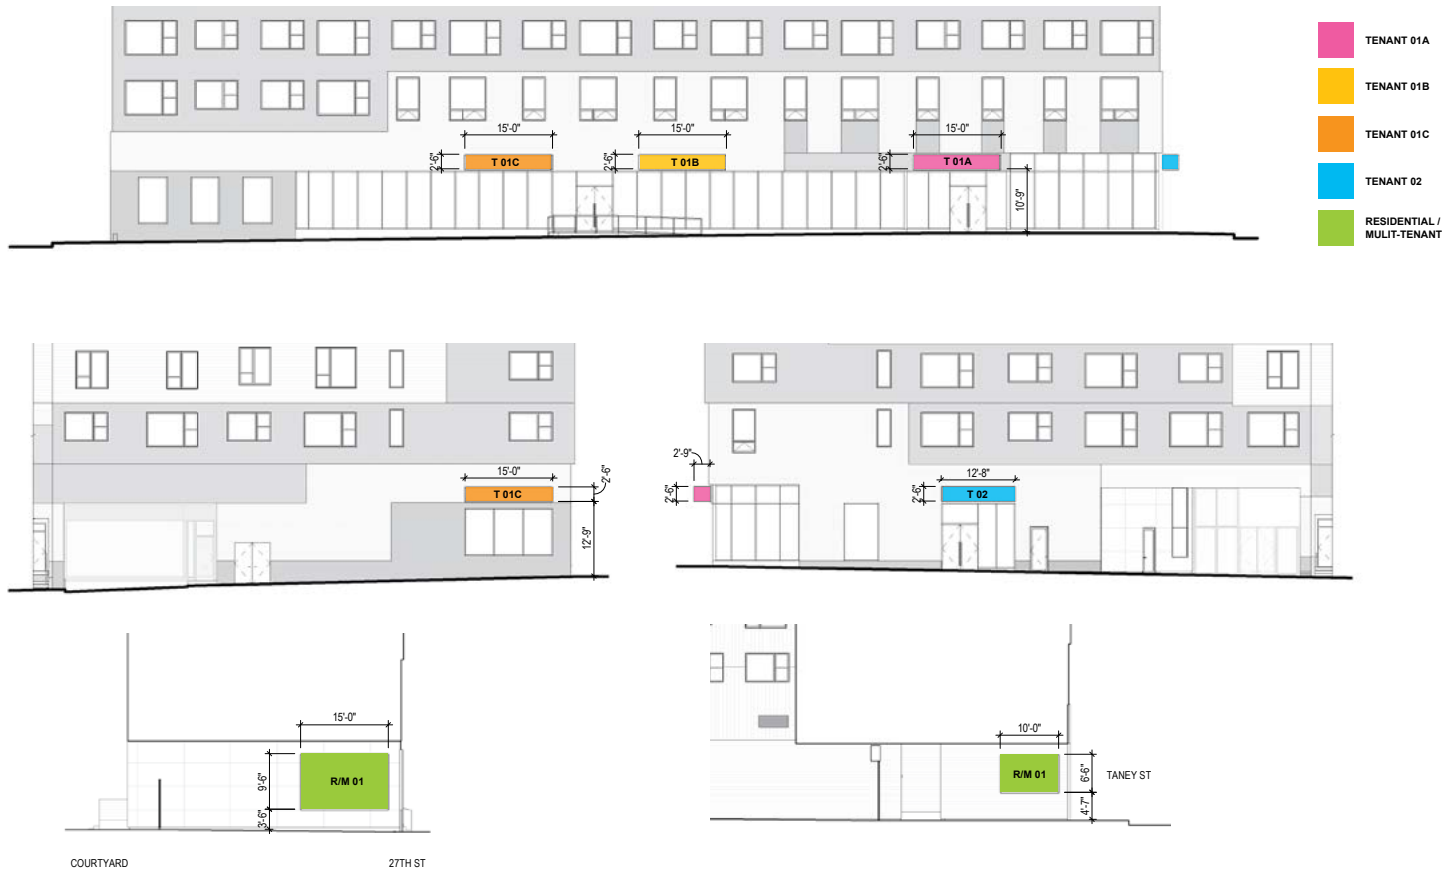 TENANT 01A
TENANT 01B
TENANT 01C
TENANT 02
RESIDENTIAL /
MULIT-TENANT
15'-0"
15'-0"
15'-0"
2'-6"
T 01C
2'-6"
T 01B
2'-6"
T 01A
10'-9"
15'-0"
2'-6"
T 01C
12'-9"
2'-9"
2'-6"
12'-8"
2'-6"
T 02
15'-0"
9'-6"
R/M 01
3'-6"
COURTYARD
27TH ST
10'-0"
R/M 01
6'-6"
TANEY ST
4'-7"